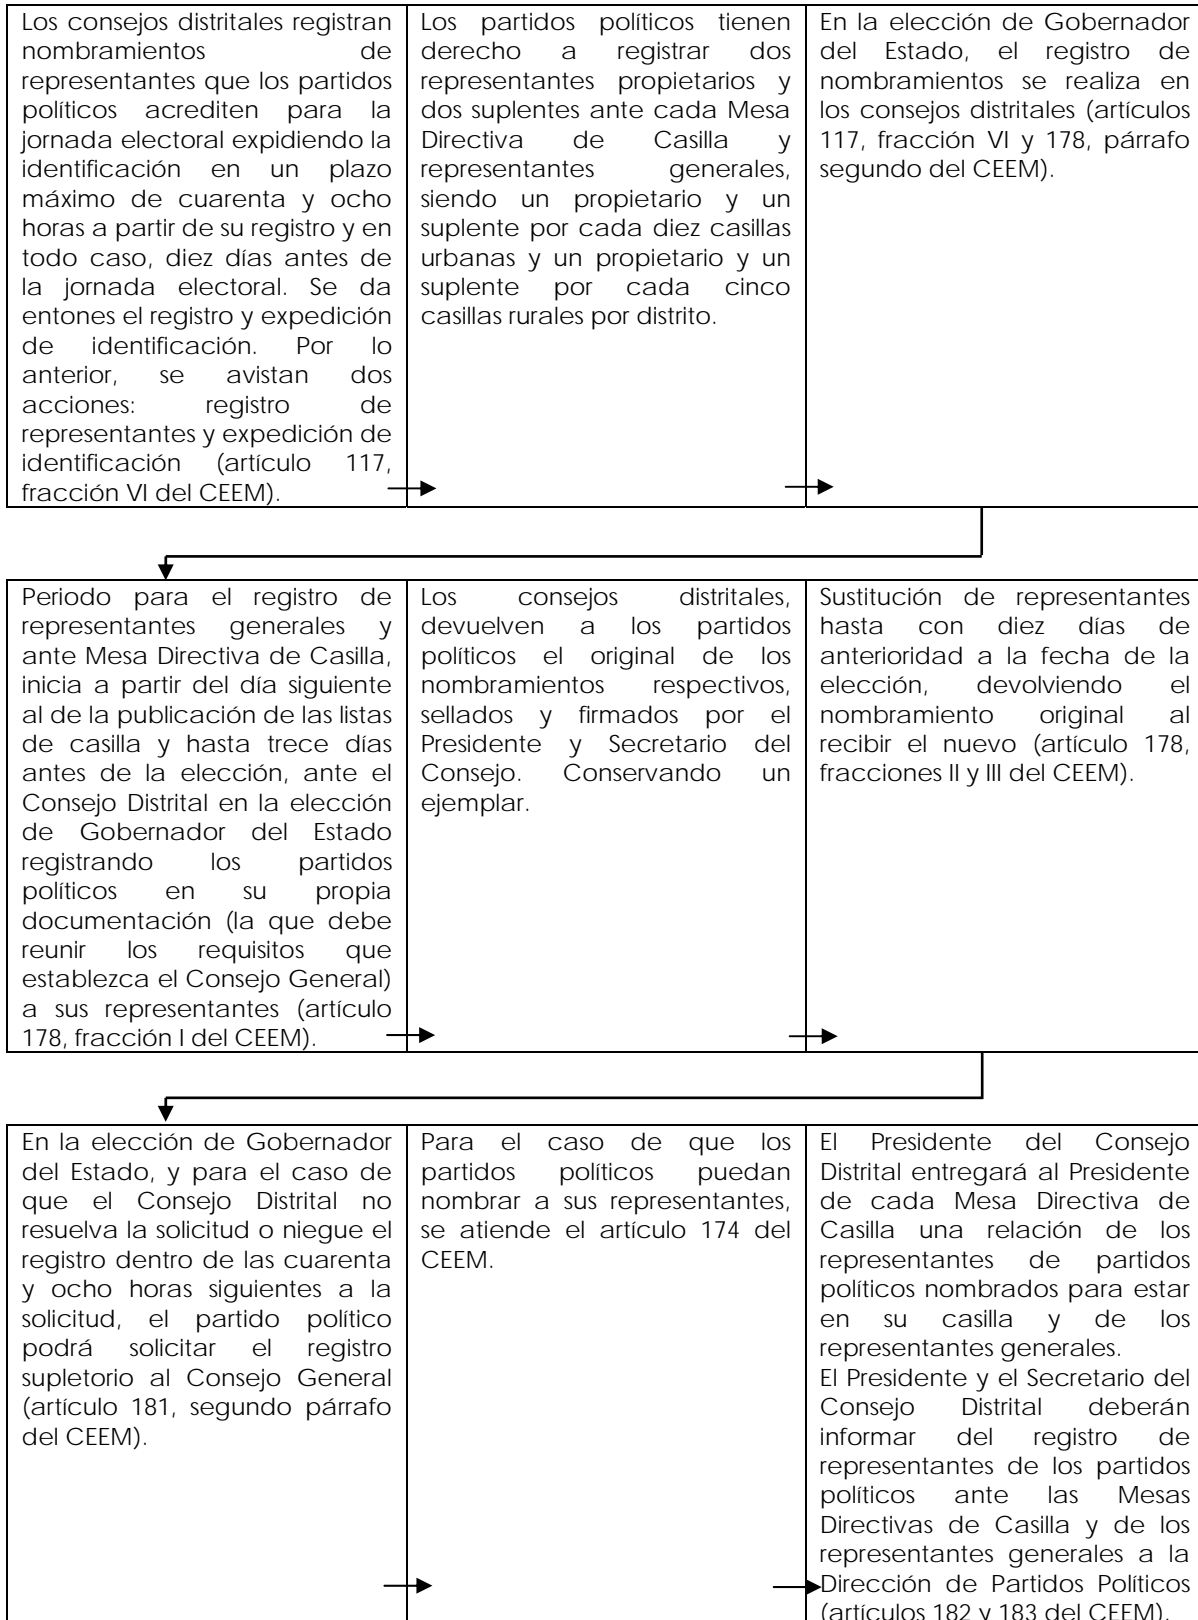 Los consejos distritales registran
nombramientos de
representantes que los partidos
políticos acrediten para la
jornada electoral expidiendo la
identificación en un plazo
máximo de cuarenta y ocho
horas a partir de su registro y en
todo caso, diez días antes de
la jornada electoral. Se da
entones el registro y expedición
de identificación. Por lo
anterior, se avistan dos
acciones: registro de
representantes y expedición de
identificación (artículo 117,
fracción VI del CEEM).
Los partidos políticos tienen
derecho a registrar dos
representantes propietarios y
dos suplentes ante cada Mesa
Directiva de Casilla y
representantes generales,
siendo un propietario y un
suplente por cada diez casillas
urbanas y un propietario y un
suplente por cada cinco
casillas rurales por distrito.
En la elección de Gobernador
del Estado, el registro de
nombramientos se realiza en
los consejos distritales (artículos
117, fracción VI y 178, párrafo
segundo del CEEM).
Periodo para el registro de
representantes generales y
ante Mesa Directiva de Casilla,
inicia a partir del día siguiente
al de la publicación de las listas
de casilla y hasta trece días
antes de la elección, ante el
Consejo Distrital en la elección
de Gobernador del Estado
registrando los partidos
políticos en su propia
documentación (la que debe
reunir los requisitos que
establezca el Consejo General)
a sus representantes (artículo
178, fracción I del CEEM).
Los consejos distritales,
devuelven a los partidos
políticos el original de los
nombramientos respectivos,
sellados y firmados por el
Presidente y Secretario del
Consejo. Conservando un
ejemplar.
Sustitución de representantes
hasta con diez días de
anterioridad a la fecha de la
elección, devolviendo el
nombramiento original al
recibir el nuevo (artículo 178,
fracciones II y III del CEEM).
En la elección de Gobernador
del Estado, y para el caso de
que el Consejo Distrital no
resuelva la solicitud o niegue el
registro dentro de las cuarenta
y ocho horas siguientes a la
solicitud, el partido político
podrá solicitar el registro
supletorio al Consejo General
(artículo 181, segundo párrafo
del CEEM).
Para el caso de que los
partidos políticos puedan
nombrar a sus representantes,
se atiende el artículo 174 del
CEEM.
El Presidente del Consejo
Distrital entregará al Presidente
de cada Mesa Directiva de
Casilla una relación de los
representantes de partidos
políticos nombrados para estar
en su casilla y de los
representantes generales.
El Presidente y el Secretario del
Consejo Distrital deberán
informar del registro de
representantes de los partidos
políticos ante las Mesas
Directivas de Casilla y de los
representantes generales a la
Dirección de Partidos Políticos
(artículos 182 y 183 del CEEM).